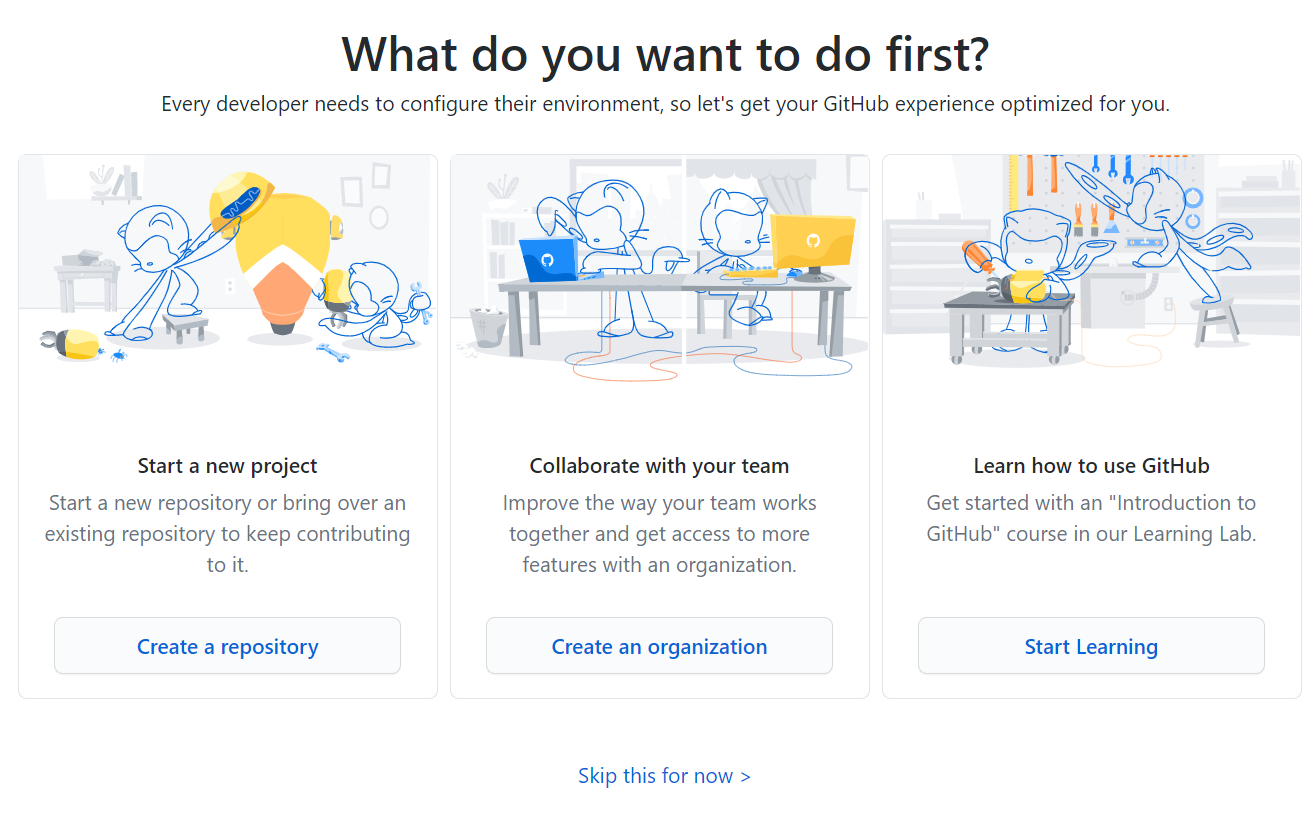 What do you want to do first?
Every developer needs to configure their environment, so let's get your GitHub experience optimized for you.
Start a new project
Start a new repository or bring over an
existing repository to keep contributing
to it.
Create a repository
Collaborate with your team
Improve the way your team works
together and get access to more
features with an organization.
Create an organization
Learn how to use GitHub
Get started with an "Introduction to
GitHub" course in our Learning Lab.
Start Learning
Skip this for now >